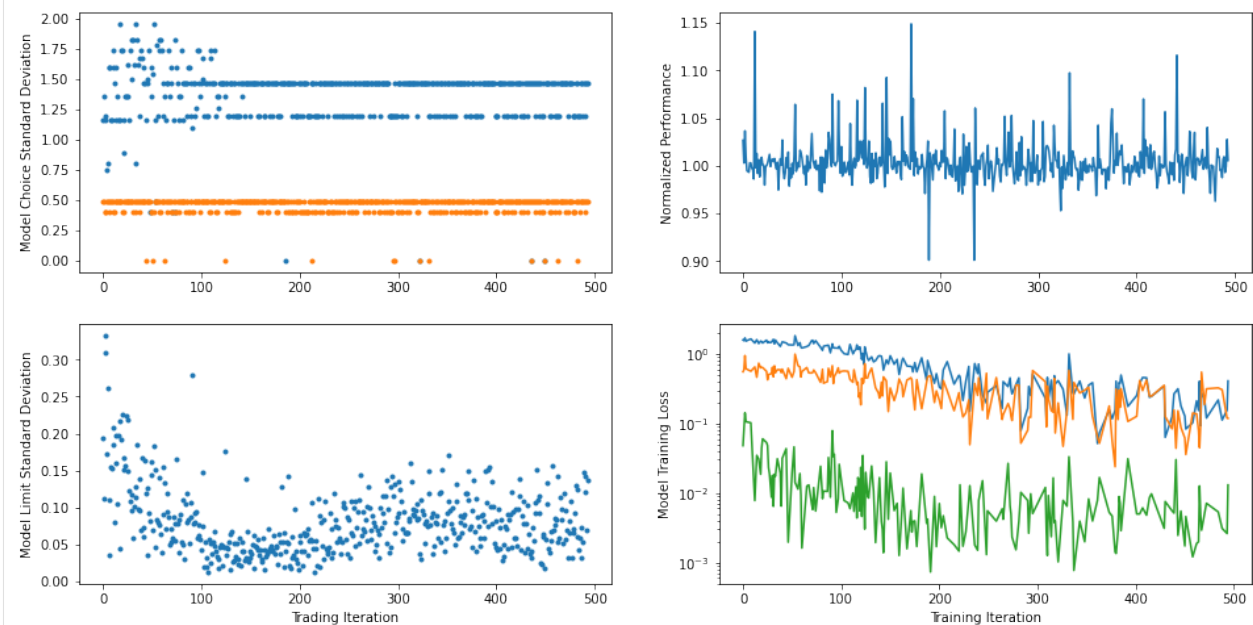 Model Choice Standard Deviation
2.00
1.75
1.50
1.25
1.00
0.75
0.50
0.25
0.00
0 100 200 300 400 500
Normalized Performance
1.15
1.10
1.05
1.00
0.95
0.90
0 100 200 300 400 500
Model Limit Standard Deviation
0.30
0.25
0.20
0.15
0.10
0.05
0.00
0 100 200 300 400 500
Trading Iteration
Model Training Loss
10⁰
10⁻¹
10⁻²
10⁻³
0 100 200 300 400 500
Training Iteration